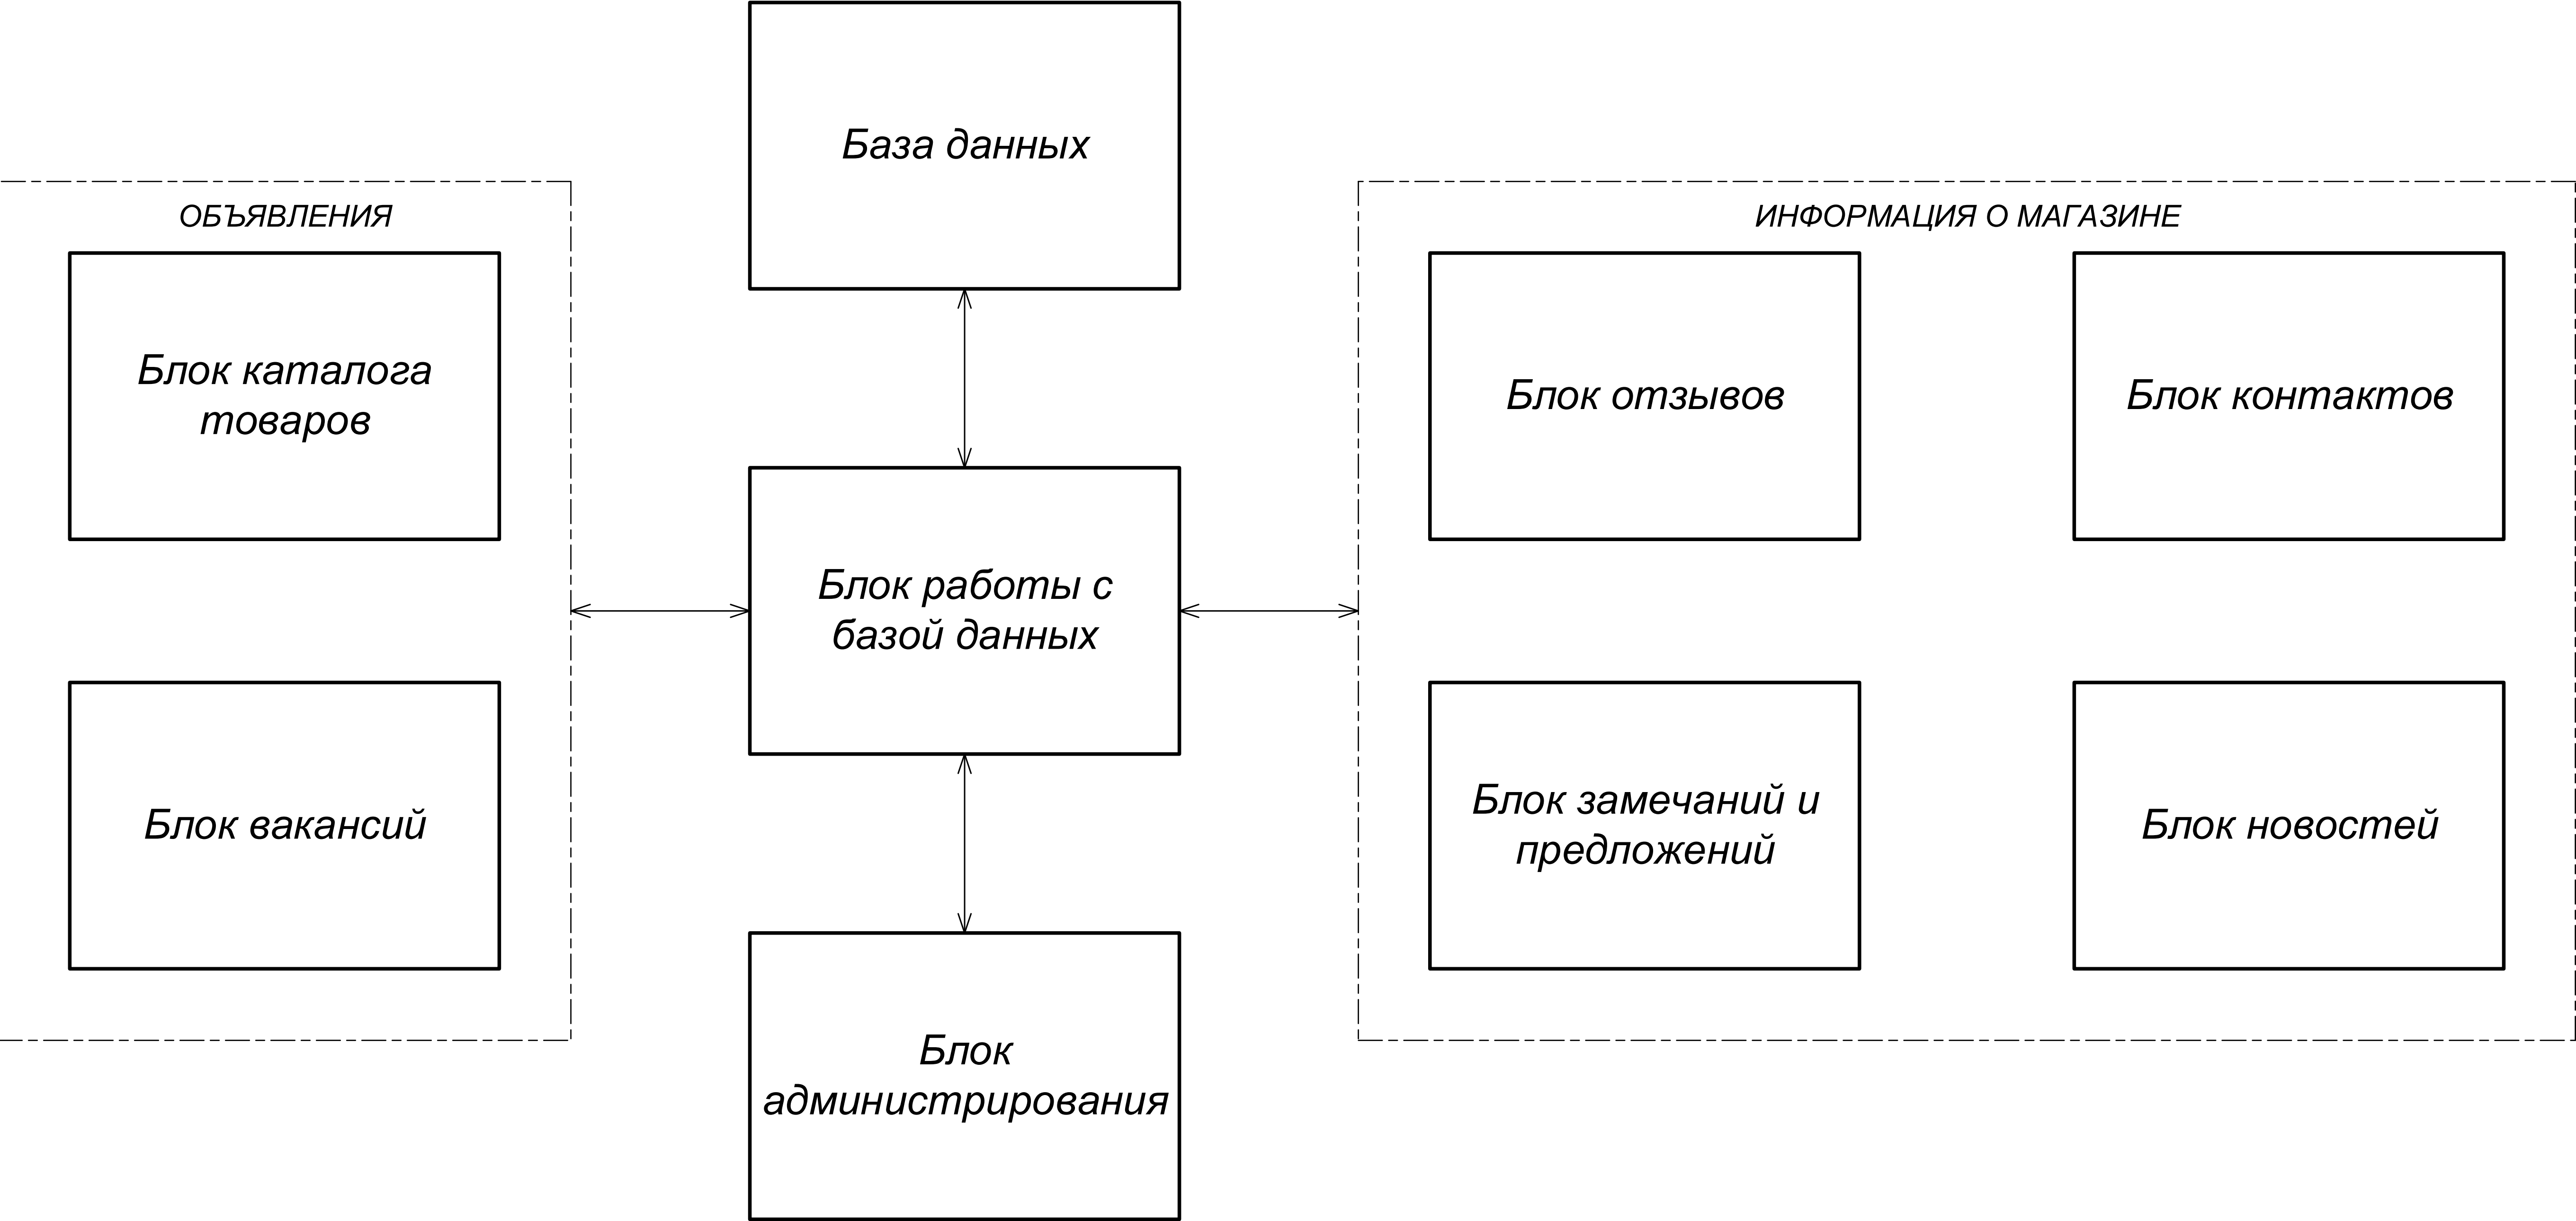 База данных
ОБЪЯВЛЕНИЯ
Блок каталога
товаров
Блок вакансий
Блок работы с
базой данных
Блок
администрирования
ИНФОРМАЦИЯ О МАГАЗИНЕ
Блок отзывов
Блок контактов
Блок замечаний и
предложений
Блок новостей